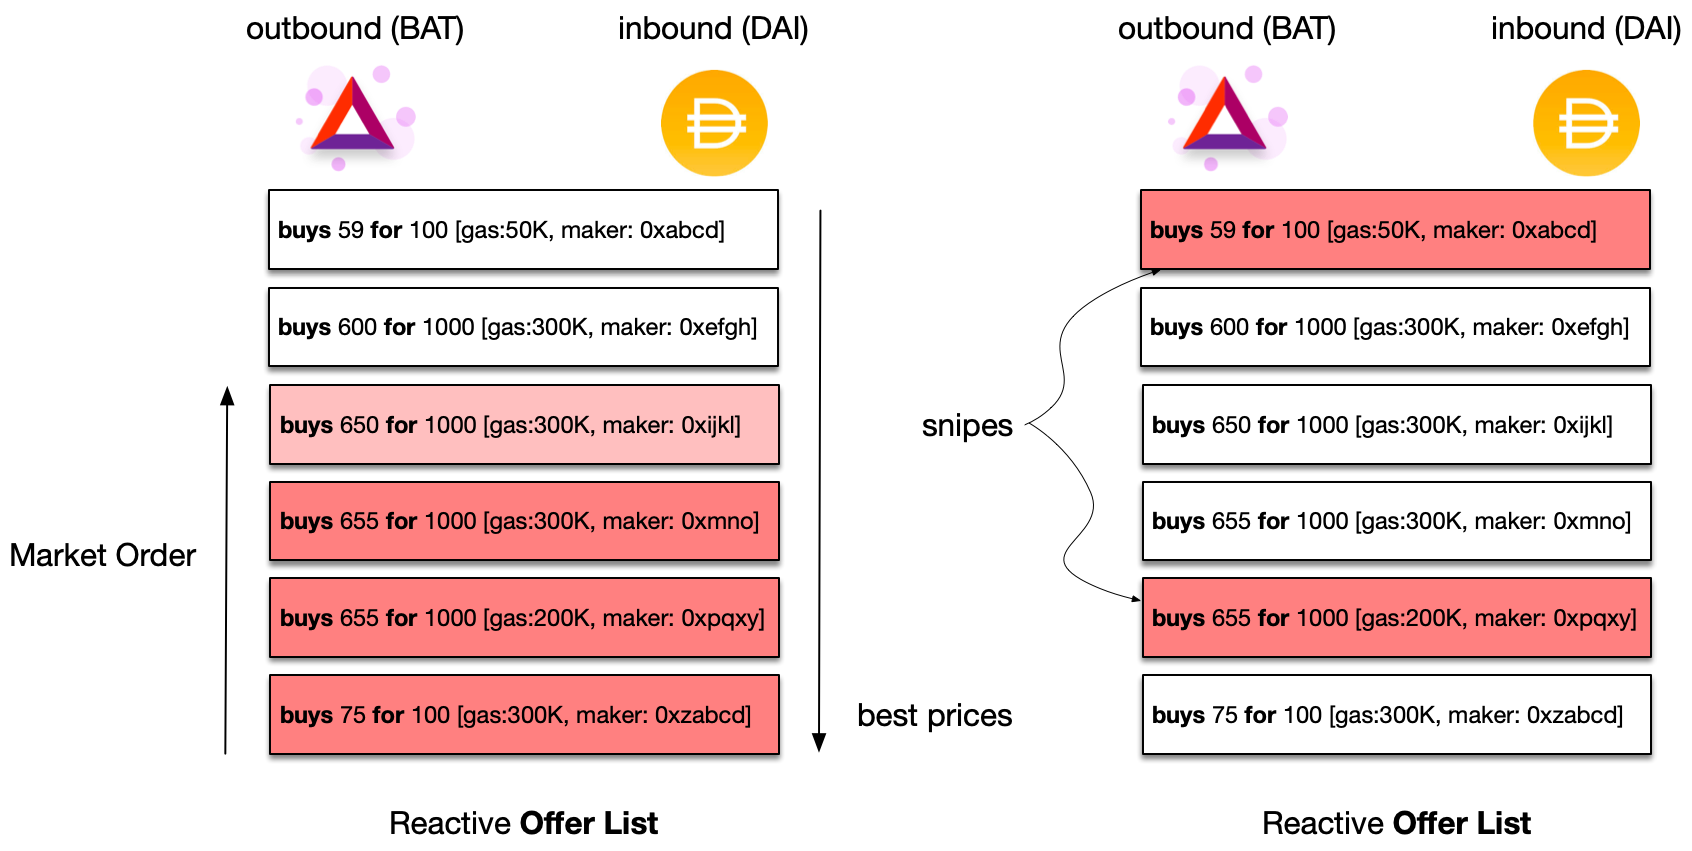 outbound (BAT)
inbound (DAI)
buys 59 for 100 [gas:50K, maker: 0xabcd]
buys 600 for 1000 [gas:300K, maker: 0xefgh]
buys 650 for 1000 [gas:300K, maker: 0xijkl]
buys 655 for 1000 [gas:300K, maker: 0xmno]
buys 655 for 1000 [gas:200K, maker: 0xpqxy]
buys 75 for 100 [gas:300K, maker: 0xzabcd]
Market Order
best prices
Reactive Offer List
outbound (BAT)
inbound (DAI)
snipes
buys 59 for 100 [gas:50K, maker: 0xabcd]
buys 600 for 1000 [gas:300K, maker: 0xefgh]
buys 650 for 1000 [gas:300K, maker: 0xijkl]
buys 655 for 1000 [gas:300K, maker: 0xmno]
buys 655 for 1000 [gas:200K, maker: 0xpqxy]
buys 75 for 100 [gas:300K, maker: 0xzabcd]
Reactive Offer List